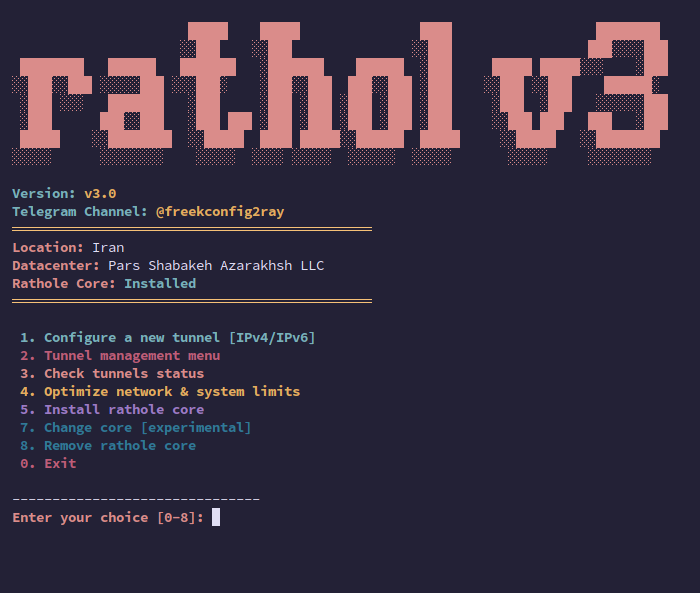 rathol v3
Version: v3.0
Telegram Channel: @freekconfig2ray
Location: Iran
Datacenter: Pars Shabakeh Azarakhsh LLC
Rathole Core: Installed
1. Configure a new tunnel [IPv4/IPv6]
2. Tunnel management menu
3. Check tunnels status
4. Optimize network & system limits
5. Install rathole core
7. Change core [experimental]
8. Remove rathole core
0. Exit
-------------------------------
Enter your choice [0-8]: